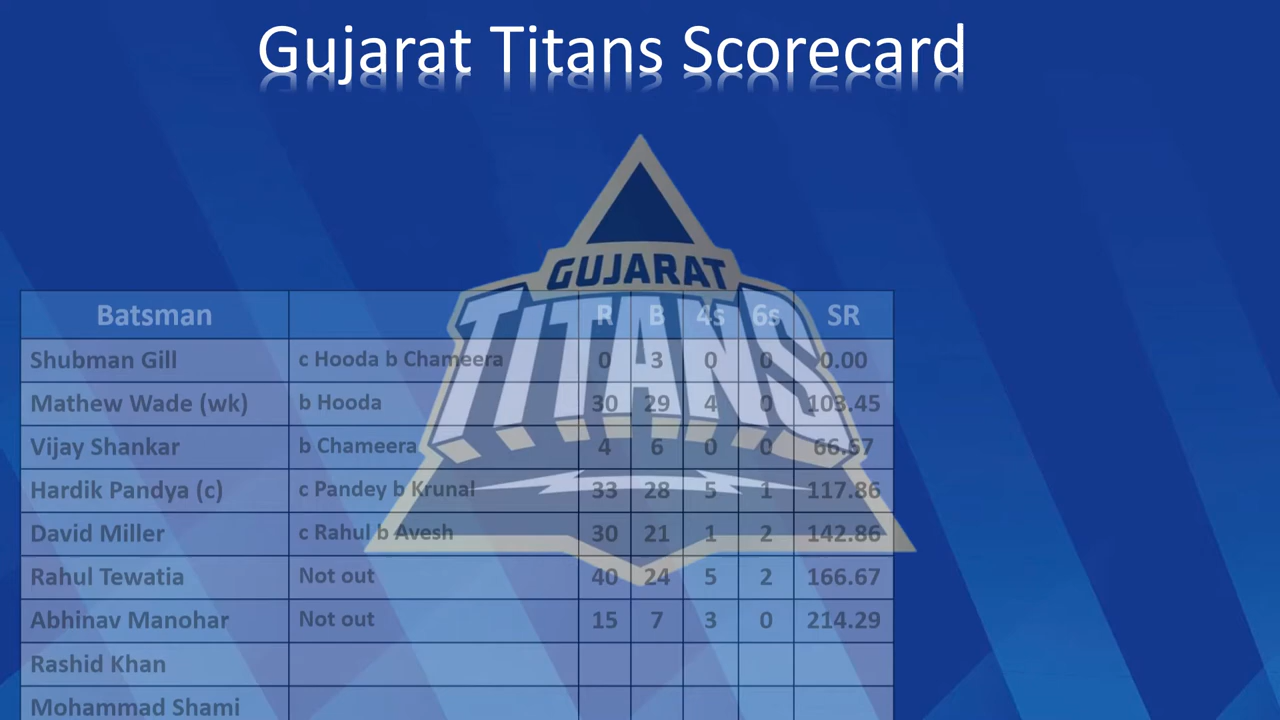 Gujarat Titans Scorecard
GUJARAT
TITANS
Batsman R B 4s 6s SR
Shubman Gill c Hooda b Chameera 0 3 0 0 0.00
Mathew Wade (wk) b Hooda 30 29 4 0 103.45
Vijay Shankar b Chameera 4 6 0 0 66.67
Hardik Pandya (c) c Pandey b Krunal 33 28 5 1 117.86
David Miller c Rahul b Avesh 30 21 1 2 142.86
Rahul Tewatia Not out 40 24 5 2 166.67
Abhinav Manohar Not out 15 7 3 0 214.29
Rashid Khan
Mohammad Shami